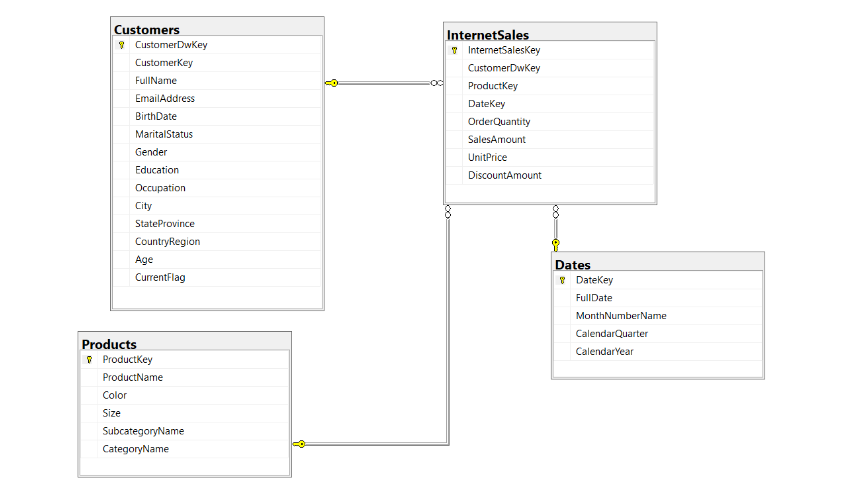 Customers
CustomerDwKey
CustomerKey
FullName
EmailAddress
BirthDate
MaritalStatus
Gender
Education
Occupation
City
StateProvince
CountryRegion
Age
CurrentFlag
InternetSales
InternetSalesKey
CustomerDwKey
ProductKey
DateKey
OrderQuantity
SalesAmount
UnitPrice
DiscountAmount
Dates
DateKey
FullDate
MonthNumberName
CalendarQuarter
CalendarYear
Products
ProductKey
ProductName
Color
Size
SubcategoryName
CategoryName